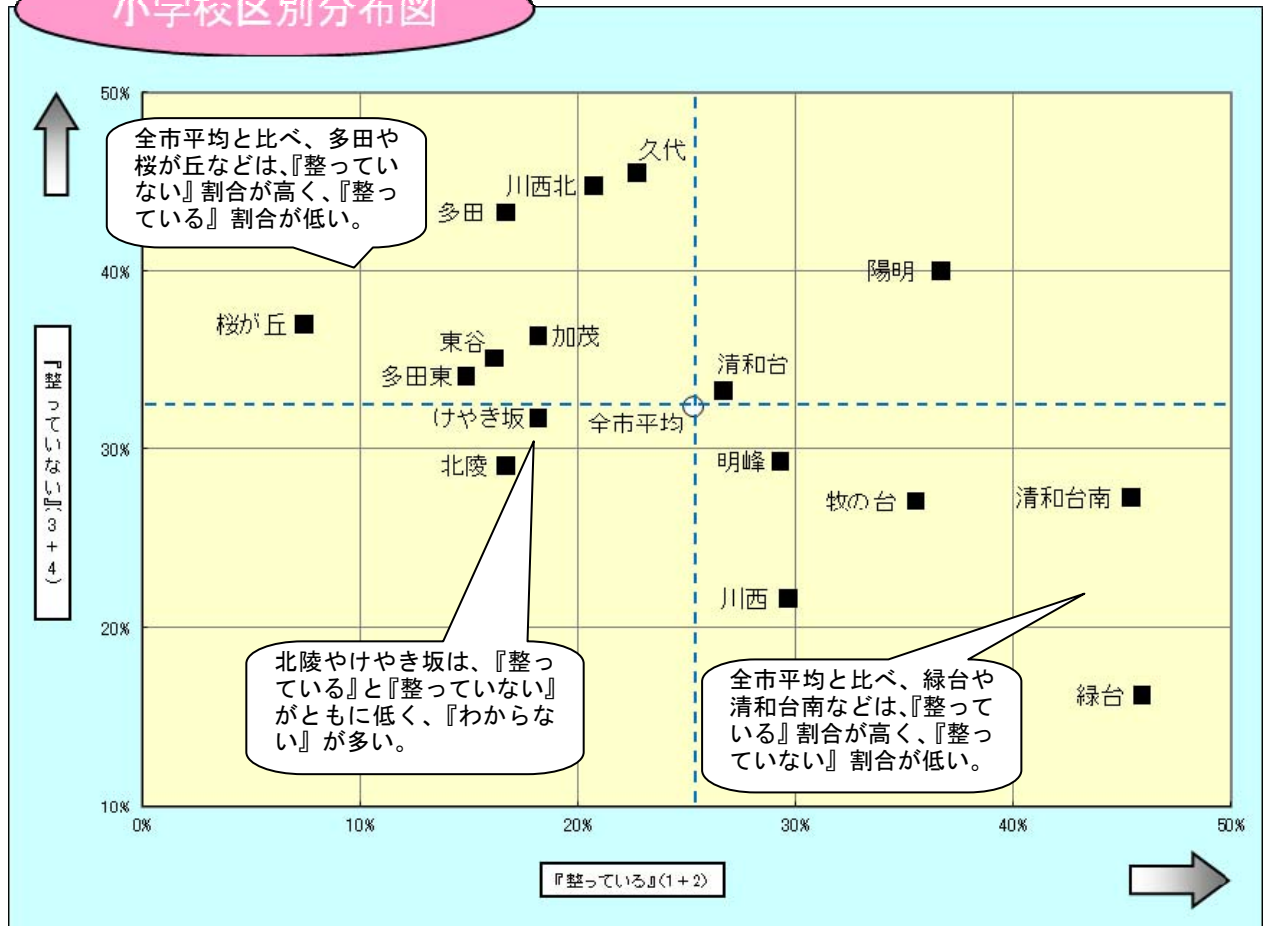 小学校区別分布図
50%
全市平均と比べ、多田や
桜が丘などは、『整ってい
ない』割合が高く、『整っ
ている』割合が低い。
久代
川西北
多田
40%
陽明
桜が丘
加茂
東谷
清和台
多田東
けやき坂
全市平均
30%
北陵
明峰
牧の台
清和台南
川西
20%
北陵やけやき坂は、『整っ
ている』と『整っていない』
がともに低く、『わからな
い』が多い。
全市平均と比べ、緑台や
清和台南などは、『整って
いる』割合が高く、『整っ
ていない』割合が低い。
緑台
10%
0%
10%
20%
30%
40%
50%
『整っていない』(3+4)
『整っている』(1+2)